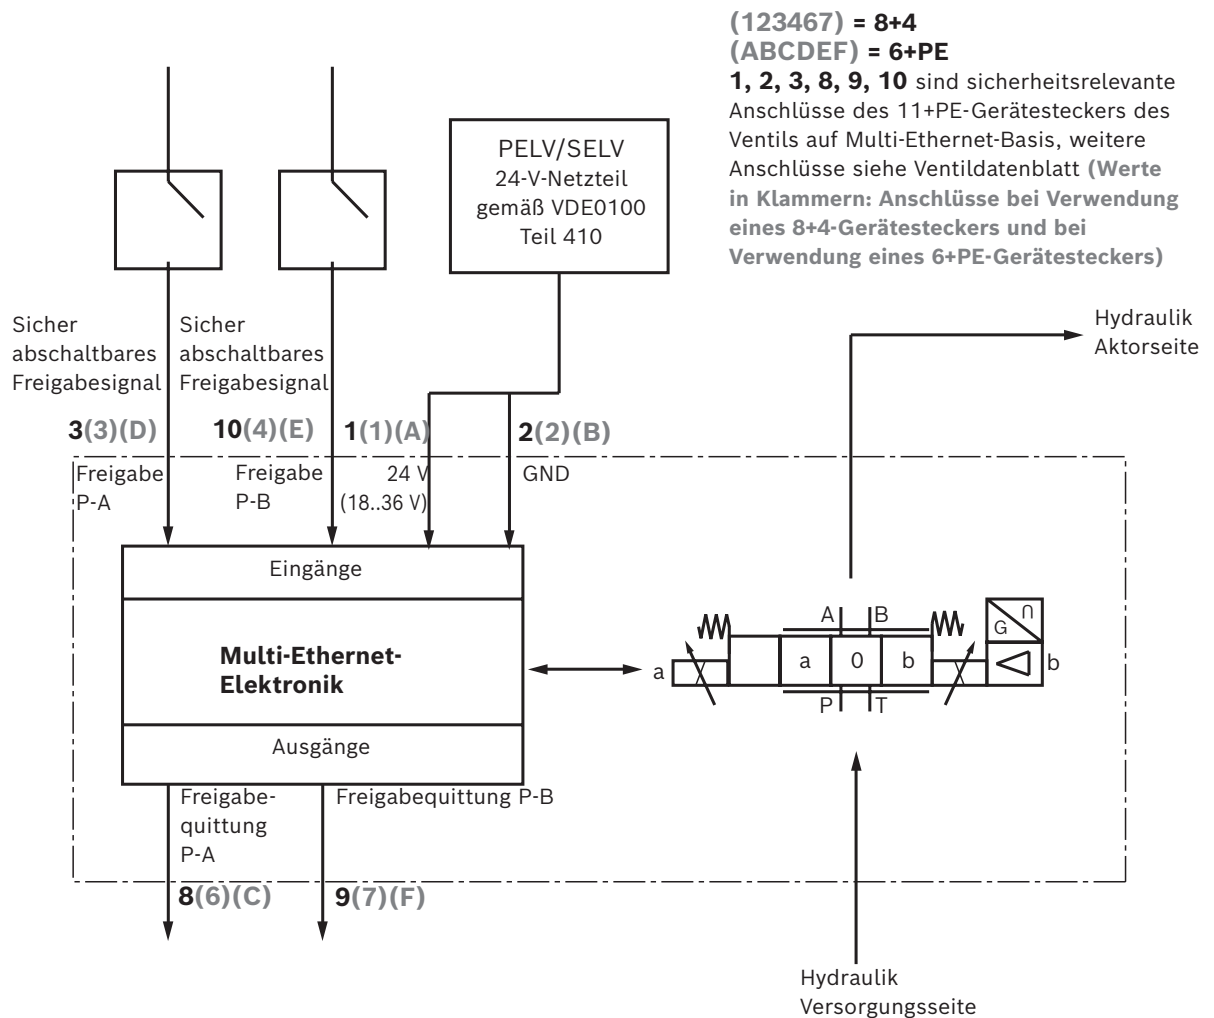 (123467) = 8+4
(ABCDEF) = 6+PE
1, 2, 3, 8, 9, 10 sind sicherheitsrelevante
Anschlüsse des 11+PE-Gerätesteckers des
Ventils auf Multi-Ethernet-Basis, weitere
Anschlüsse siehe Ventildatenblatt (Werte
in Klammern: Anschlüsse bei Verwendung
eines 8+4-Gerätesteckers und bei
Verwendung eines 6+PE-Gerätesteckers)
PELV/SELV
24-V-Netzteil
gemäß VDE0100
Teil 410
Sicher
abschaltbares
Freigabesignal
Sicher
abschaltbares
Freigabesignal
Hydraulik
Aktorseite
3(3)(D)
10(4)(E)
1(1)(A)
2(2)(B)
Freigabe
P-A
Freigabe
P-B
24 V
(18..36 V)
GND
Eingänge
Multi-Ethernet-
Elektronik
Ausgänge
A
B
U
G
a
a
0
b
b
P
T
Freigabe-
quittung
P-A
Freigabequittung P-B
8(6)(C)
9(7)(F)
Hydraulik
Versorgungsseite